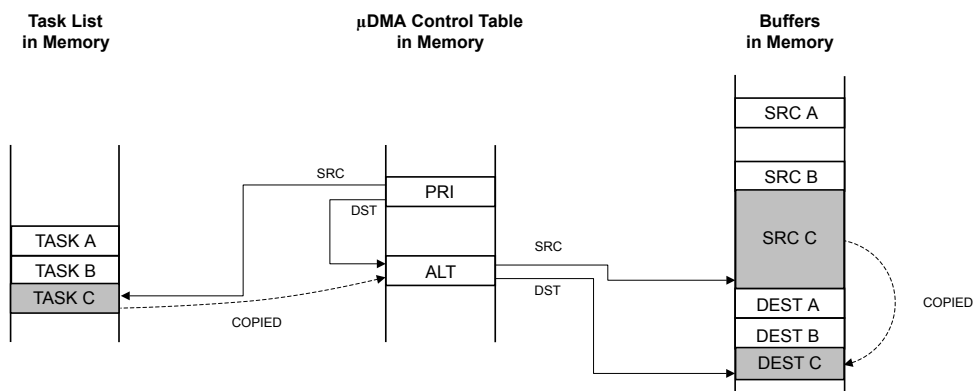 Task List
in Memory
μDMA Control Table
in Memory
Buffers
in Memory
SRC A
SRC B
SRC
PRI
DST
SRC C
TASK A
SRC
TASK B
ALT
TASK C
DST
DEST A
COPIED
COPIED
DEST B
DEST C